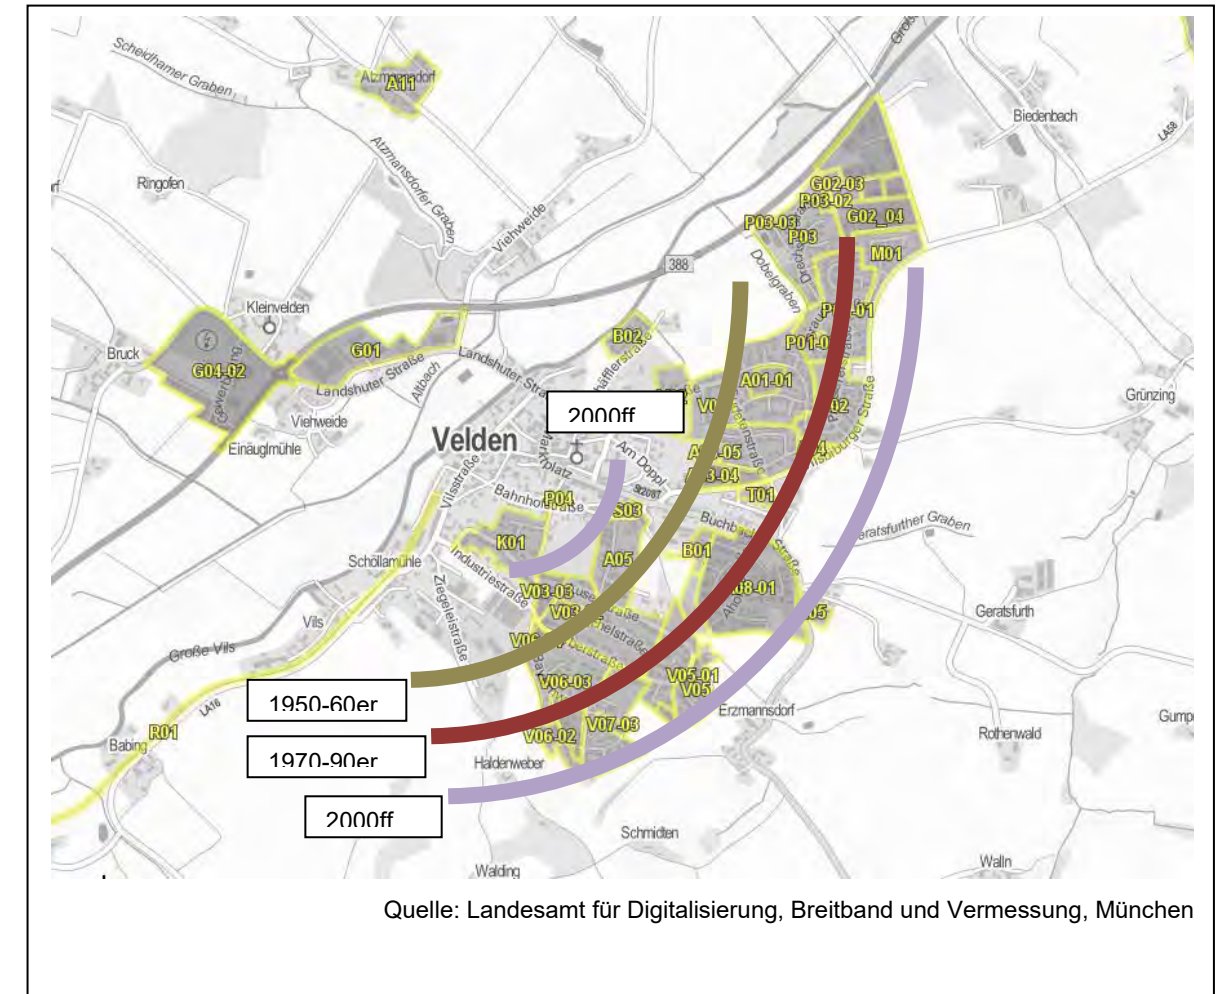 Scheidhamer Graben
Atzmannsdorf
A11
Biedenbach
LA58
Ringofen
Atzmansdorfer Graben
Viehweide
G02-03
P03-02
G02_04
P03-03
P03
M01
388
Dobelgraben
Kleinvelden
B02
Bruck
G01
G04-02
Landshuter Straße
Altbach
A01-01
Grünzing
2000ff
Viehweide
Einäuglmühle
Velden
Marktplatz
Am Doppl
Vilsstraße
T01
P04
Bahnhofstraße
S03
K01
A05
B01
Geratsfurther Graben
Schöllamühle
Industriestraße
Ziegeleistraße
V03-03
Geratsfurth
Vils
Große Vils
V06-03
V05-01
V05
1950-60er
LA16
R01
Babing
V07-03
V06-02
Erzmannsdorf
Rothenwald
1970-90er
Haldenweber
2000ff
Schmidten
Walding
Walln
Quelle: Landesamt für Digitalisierung, Breitband und Vermessung, München